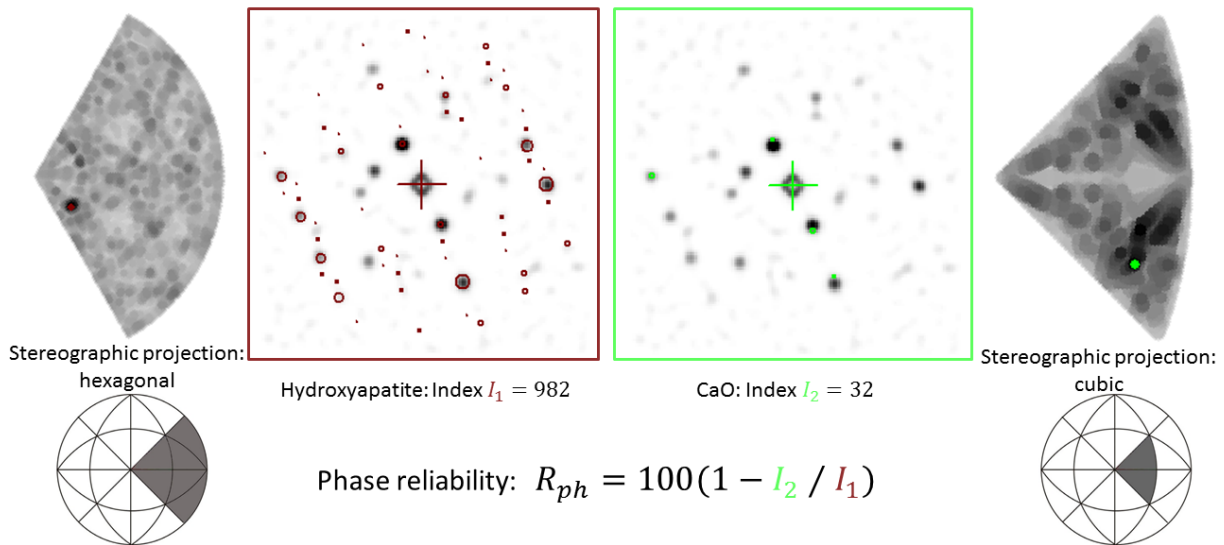 Stereographic projection:
hexagonal
Hydroxyapatite: Index I₁ = 982
CaO: Index I₂ = 32
Stereographic projection:
cubic
Phase reliability: R_ph = 100(1 − I₂ / I₁)